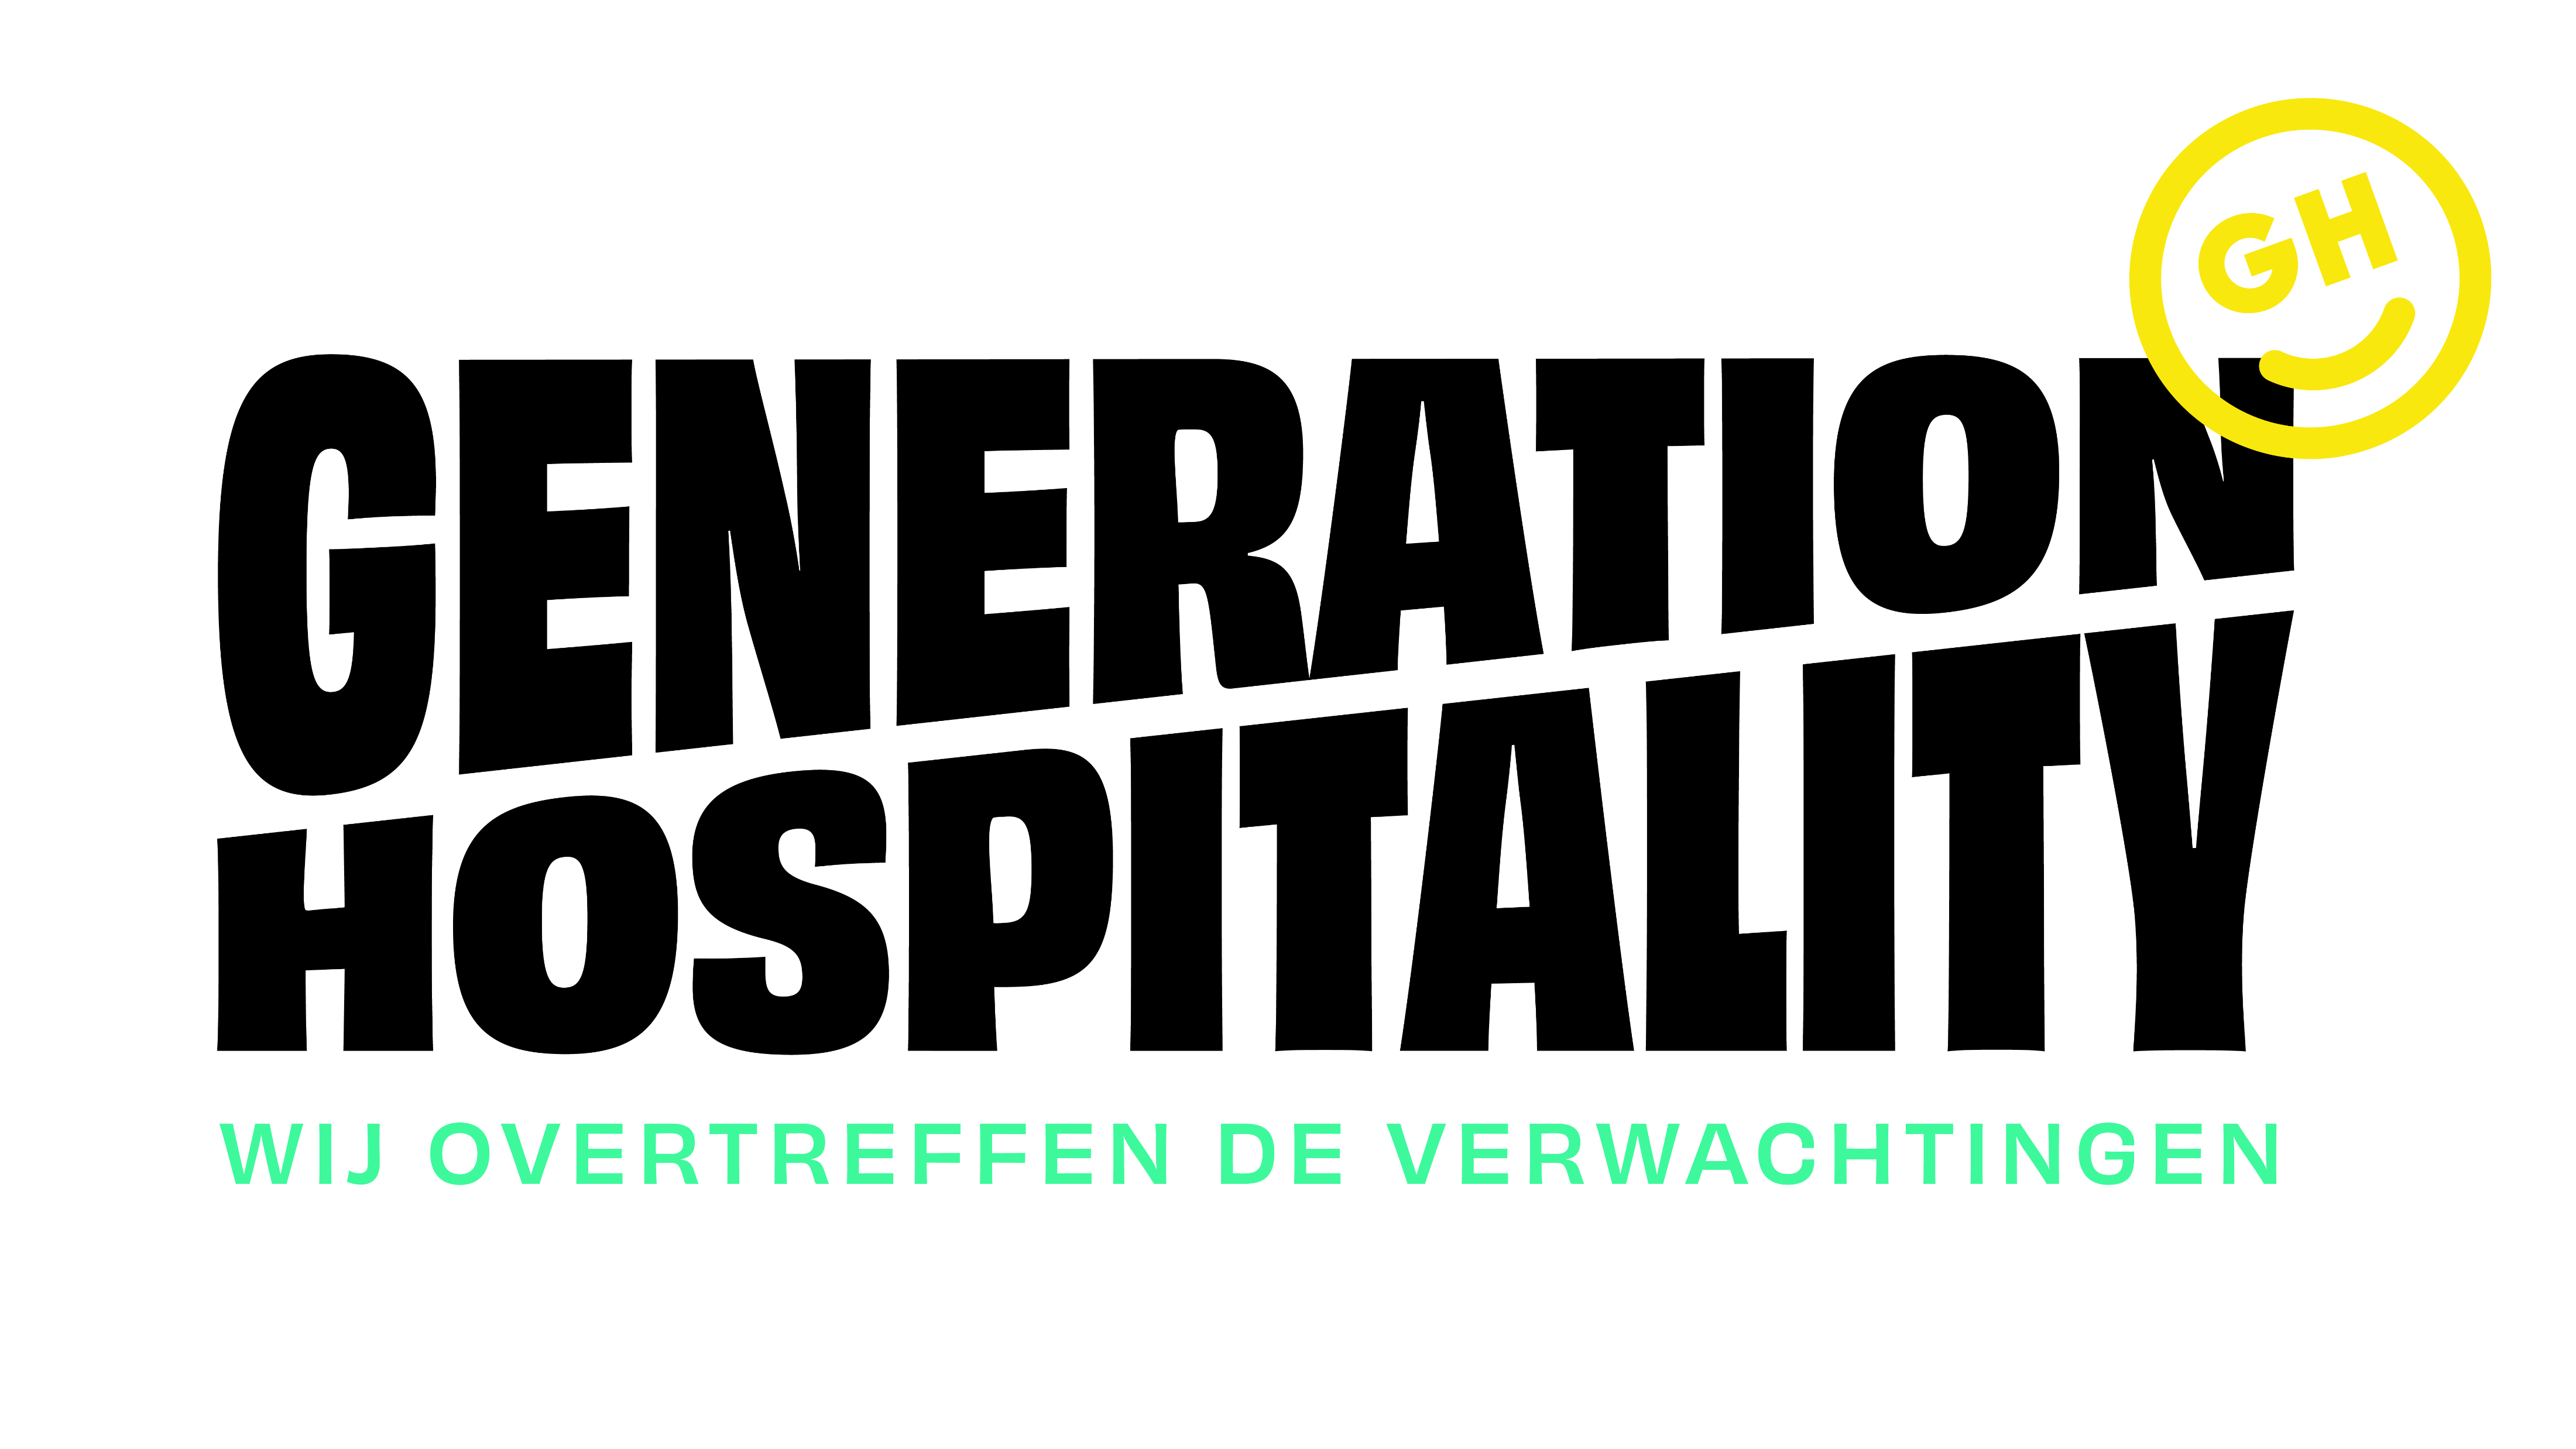 GH
GENERATION
HOSPITALITY
WIJ OVERTREFFEN DE VERWACHTINGEN